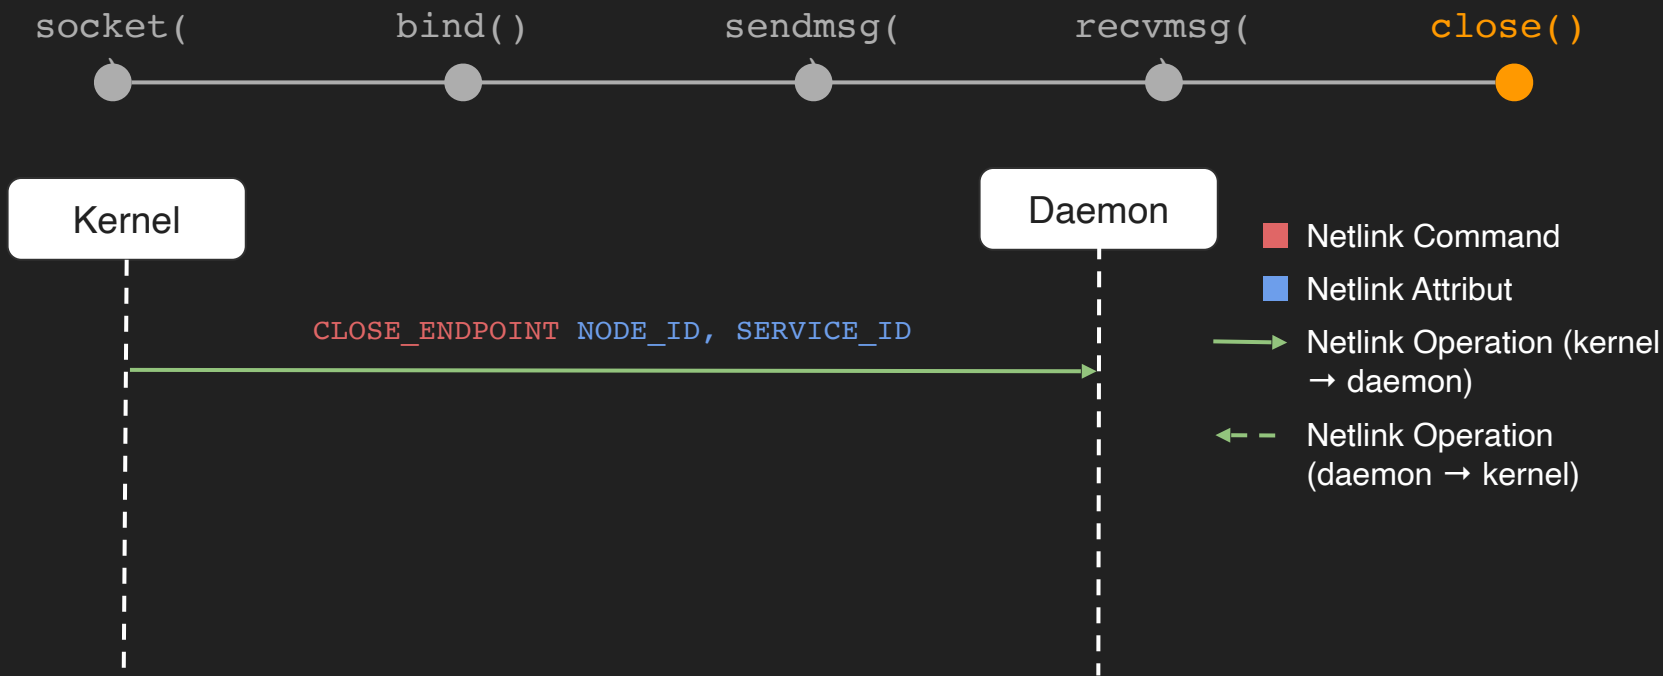 socket(
)
bind()
sendmsg(
)
recvmsg(
)
close()
Kernel
Daemon
CLOSE_ENDPOINT NODE_ID, SERVICE_ID
Netlink Command
Netlink Attribut
Netlink Operation (kernel
→ daemon)
Netlink Operation
(daemon → kernel)